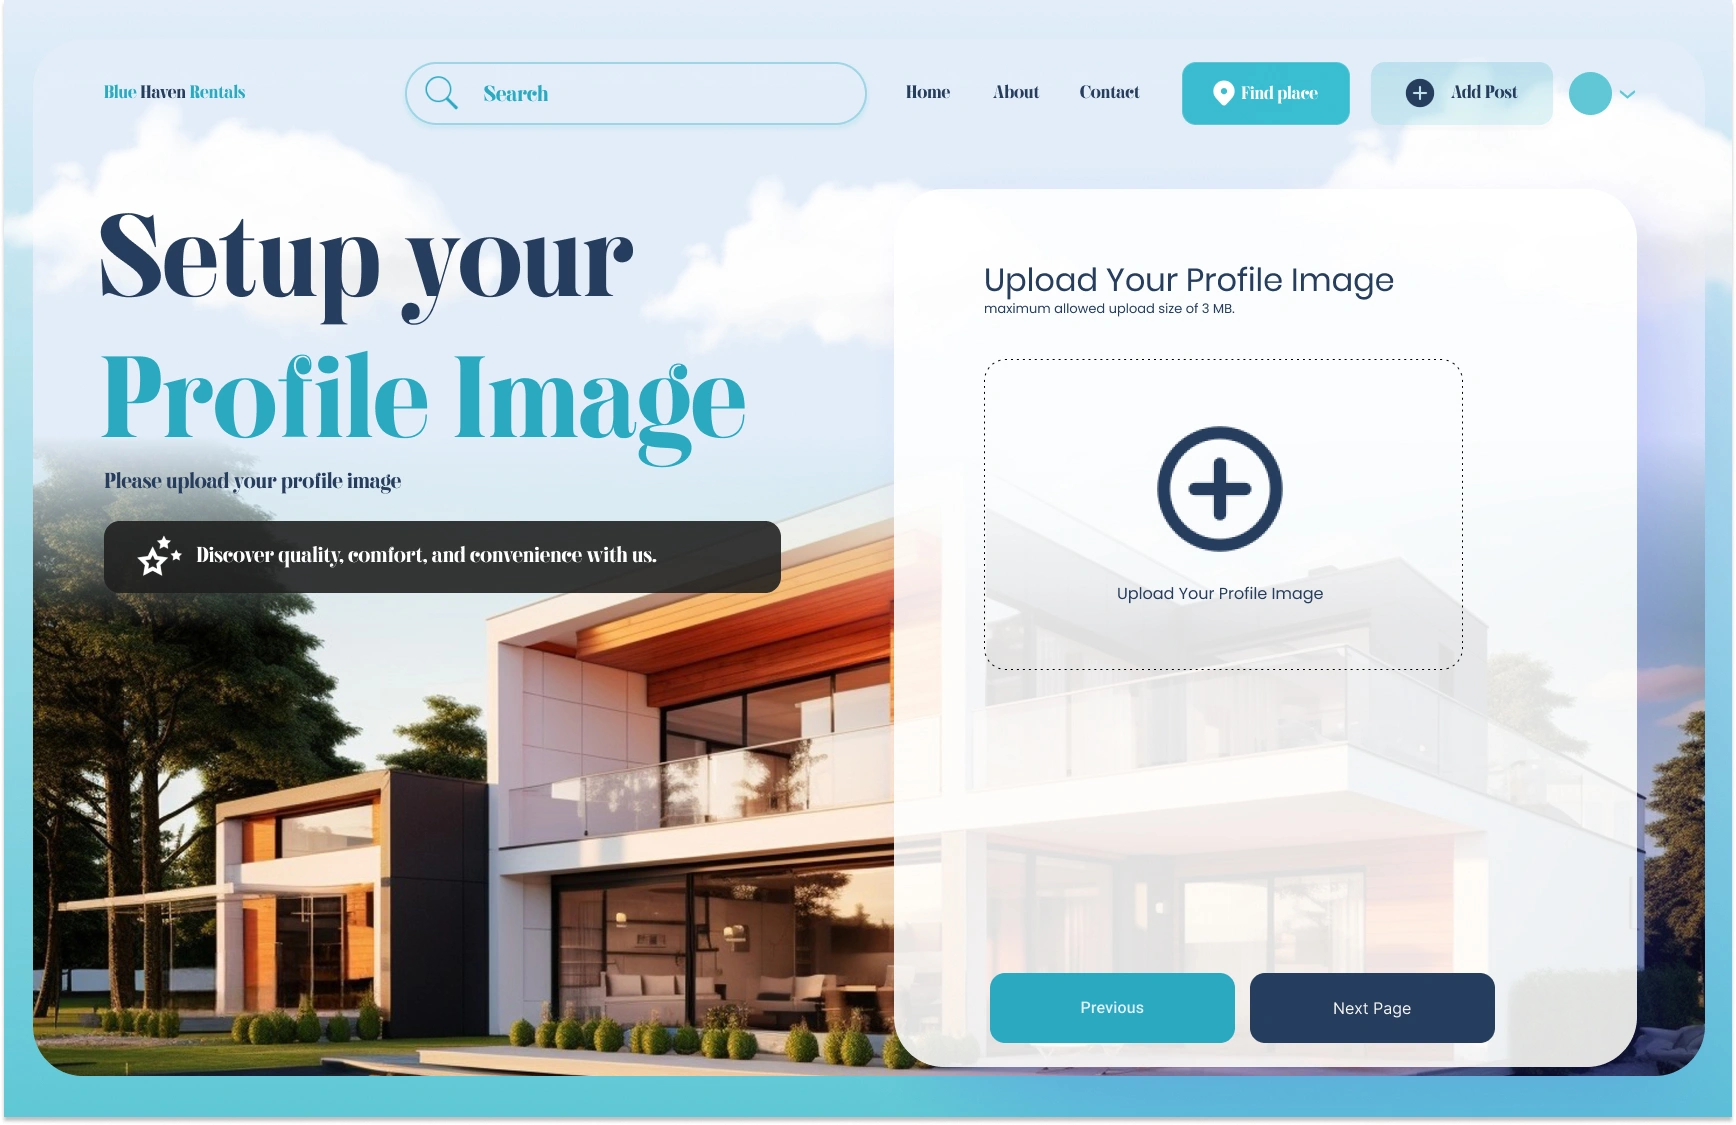 Blue Haven Rentals
Search
Home
About
Contact
Find place
Add Post
Setup your
Profile Image
Please upload your profile image
Discover quality, comfort, and convenience with us.
Upload Your Profile Image
maximum allowed upload size of 3 MB.
Upload Your Profile Image
Previous
Next Page